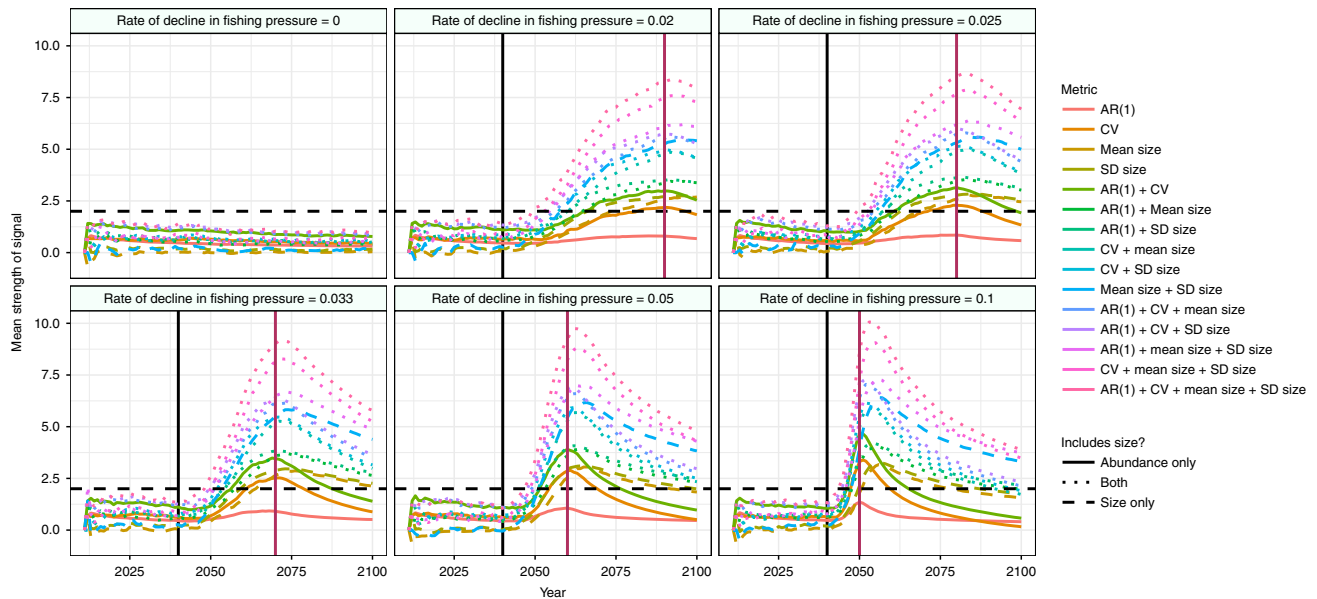 Rate of decline in fishing pressure = 0
Rate of decline in fishing pressure = 0.02
Rate of decline in fishing pressure = 0.025
10.0
7.5
5.0
2.5
0.0
Rate of decline in fishing pressure = 0.033
Rate of decline in fishing pressure = 0.05
Rate of decline in fishing pressure = 0.1
10.0
7.5
5.0
2.5
0.0
2025 2050 2075 2100
2025 2050 2075 2100
2025 2050 2075 2100
Mean strength of signal
Year
Metric
AR(1)
CV
Mean size
SD size
AR(1) + CV
AR(1) + Mean size
AR(1) + SD size
CV + mean size
CV + SD size
Mean size + SD size
AR(1) + CV + mean size
AR(1) + CV + SD size
AR(1) + mean size + SD size
CV + mean size + SD size
AR(1) + CV + mean size + SD size
Includes size?
Abundance only
Both
Size only